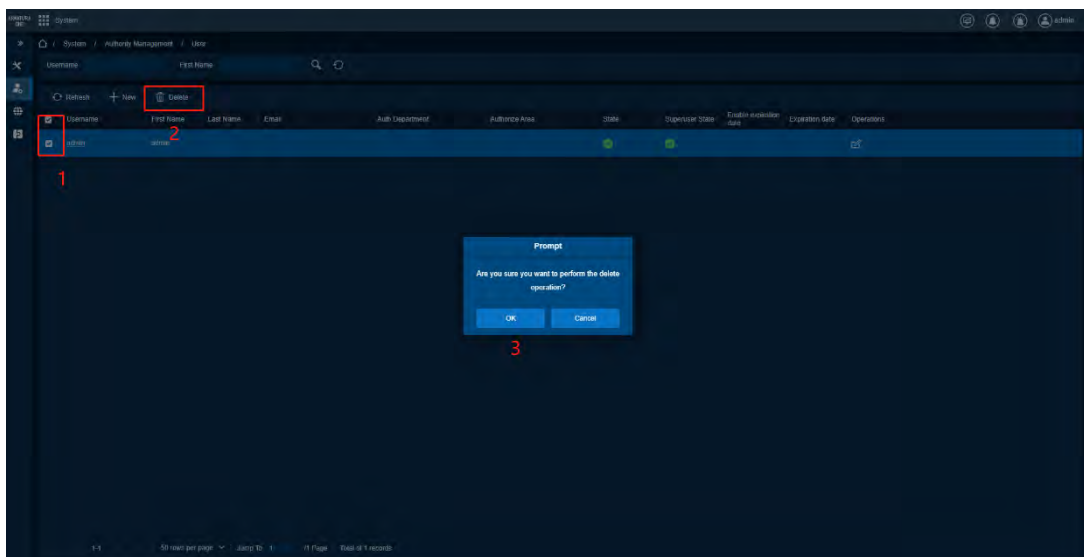 System
admin
System / Authority Management / User
Username First Name
Refresh New Delete
Username First Name Last Name Email Auth Department Authorize Area State Superuser State Enable expiration date Expiration date Operations
2
admin admin
1
Prompt
Are you sure you want to perform the delete
operation?
OK Cancel
3
1-1 50 rows per page Jump To 1 /1 Page Total of 1 records